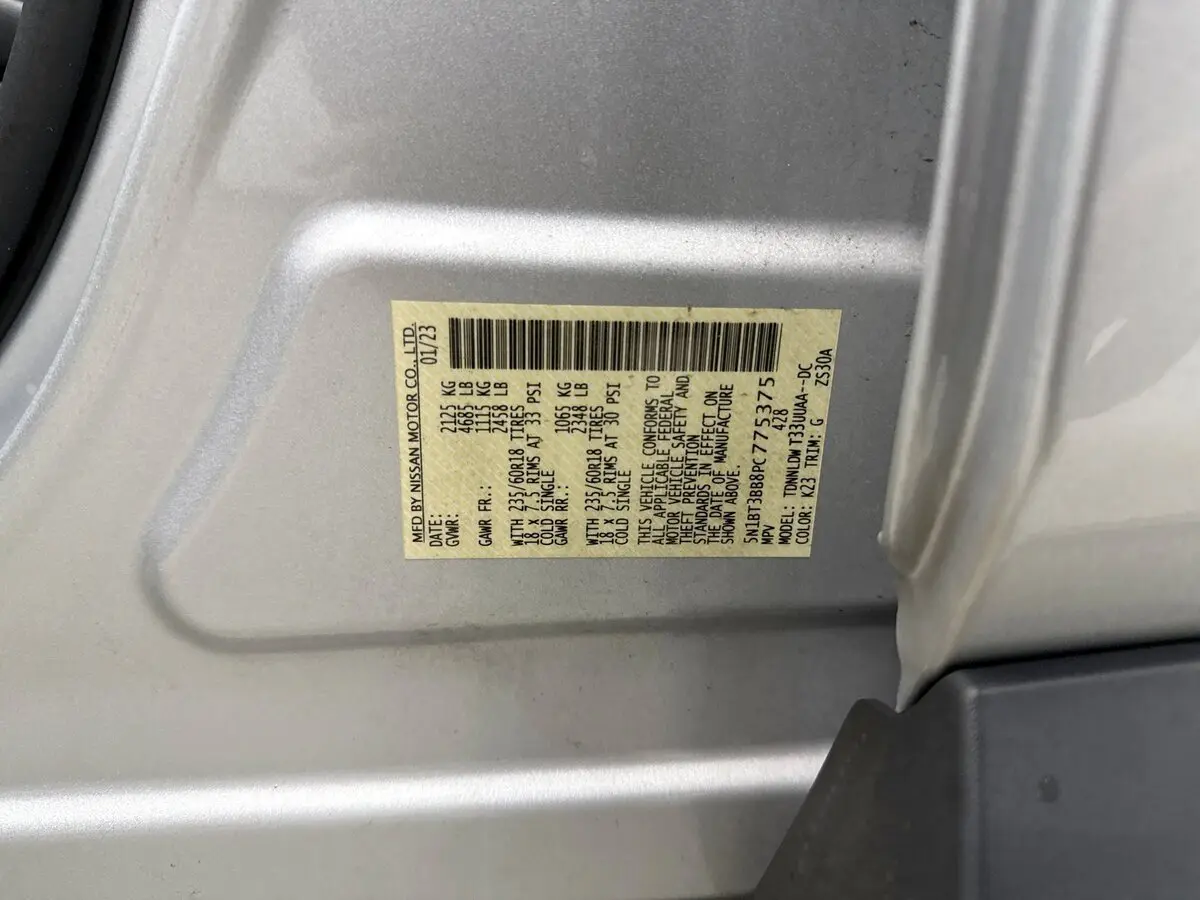 MFD BY NISSAN MOTOR CO., LTD.
DATE: 01/23
GVWR: 2125 KG
4685 LB
GAWR FR.: 1115 KG
2458 LB
WITH 235/60R18 TIRES
18 x 7.5 RIMS AT 33 PSI
COLD SINGLE
GAWR RR.: 1065 KG
2348 LB
WITH 235/60R18 TIRES
18 x 7.5 RIMS AT 30 PSI
COLD SINGLE
THIS VEHICLE CONFORMS TO
ALL APPLICABLE FEDERAL
MOTOR VEHICLE SAFETY AND
THEFT PREVENTION
STANDARDS IN EFFECT ON
THE DATE OF MANUFACTURE
SHOWN ABOVE.
5N1BT3BB8PC775375
MPV 428
MODEL: TDNNLDW T33UUAA--DC
COLOR: K23 TRIM: G ZS30A